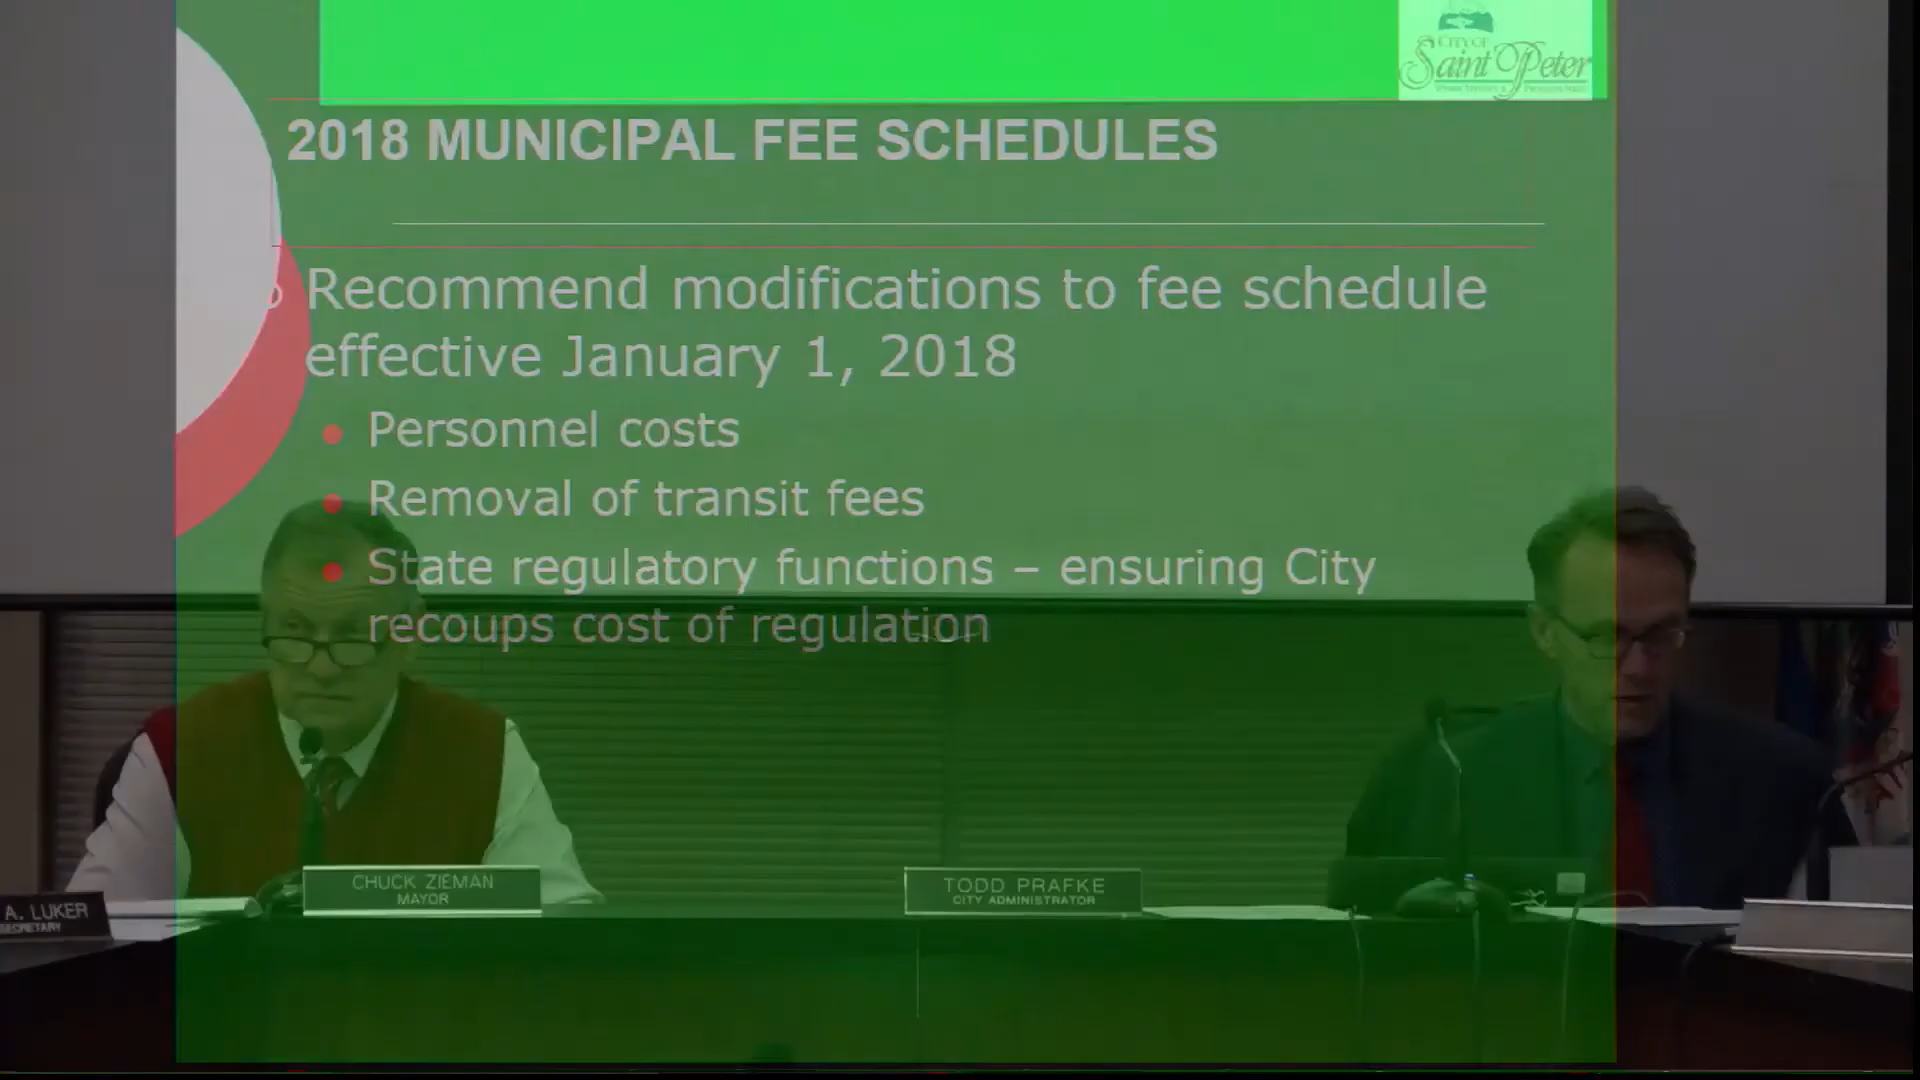 CITY OF
Saint Peter
2018 MUNICIPAL FEE SCHEDULES
Recommend modifications to fee schedule
effective January 1, 2018
Personnel costs
Removal of transit fees
State regulatory functions – ensuring City
recoups cost of regulation
CHUCK ZIEMAN
MAYOR
TODD PRAFKE
CITY ADMINISTRATOR
A. LUKER
SECRETARY